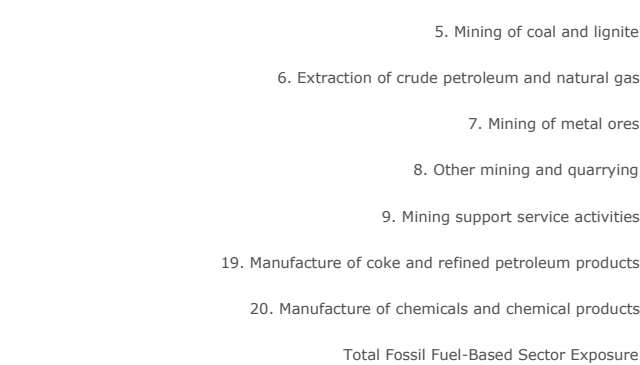 5. Mining of coal and lignite
6. Extraction of crude petroleum and natural gas
7. Mining of metal ores
8. Other mining and quarrying
9. Mining support service activities
19. Manufacture of coke and refined petroleum products
20. Manufacture of chemicals and chemical products
Total Fossil Fuel-Based Sector Exposure